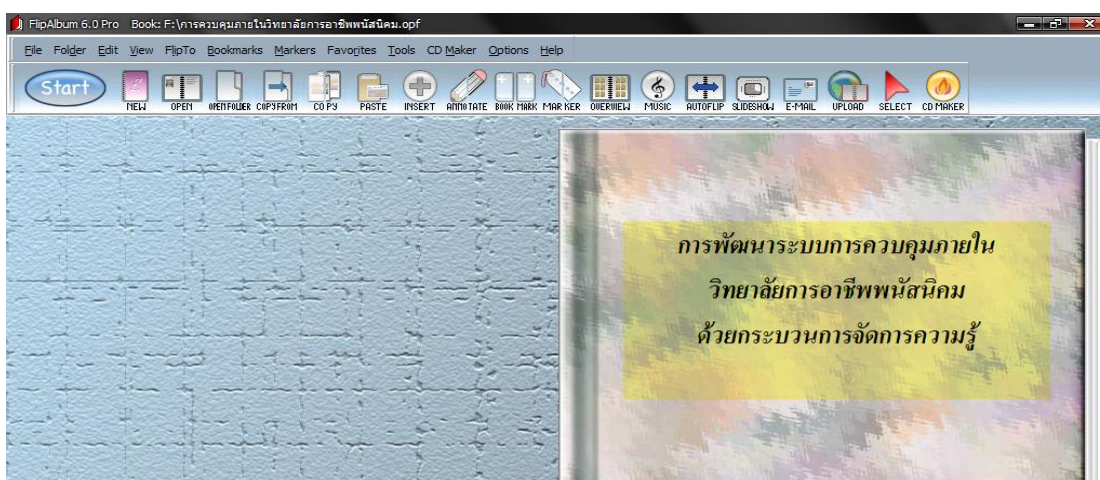 FlipAlbum 6.0 Pro Book: F:\การควบคุมภายในวิทยาลัยการอาชีพพนัสนิคม.opf
File Folder Edit View FlipTo Bookmarks Markers Favorites Tools CD Maker Options Help
Start NEW OPEN OPENFOLDER COPYFROM COPY PASTE INSERT ANNOTATE BOOK MARK MARKER OVERVIEW MUSIC AUTOFLIP SLIDESHOW E-MAIL UPLOAD SELECT CD MAKER
การพัฒนาระบบการควบคุมภายใน
วิทยาลัยการอาชีพพนัสนิคม
ด้วยกระบวนการจัดการความรู้